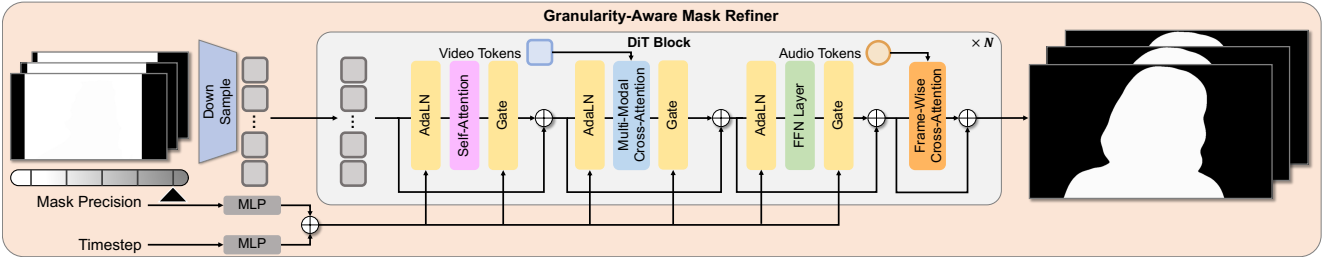 Granularity-Aware Mask Refiner
DiT Block
× N
Video Tokens
Audio Tokens
Down
Sample
AdaLN
Self-Attention
Gate
AdaLN
Multi-Modal
Cross-Attention
Gate
AdaLN
FFN Layer
Gate
Frame-Wise
Cross-Attention
Mask Precision
MLP
Timestep
MLP